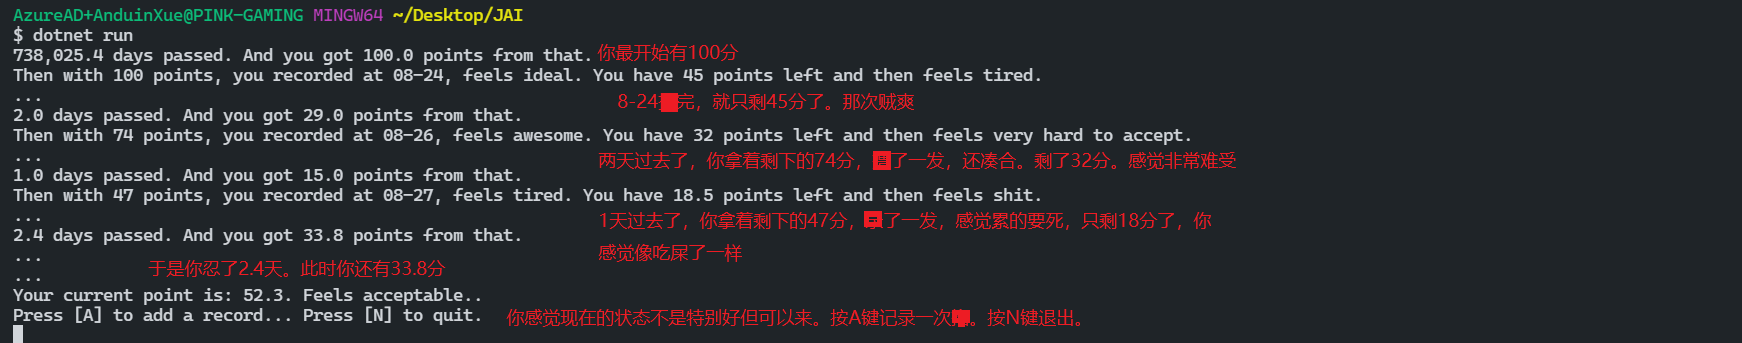 AzureAD+AnduinXue@PINK-GAMING MINGW64 ~/Desktop/JAI
$ dotnet run
738,025.4 days passed. And you got 100.0 points from that. 你最开始有100分
Then with 100 points, you recorded at 08-24, feels ideal. You have 45 points left and then feels tired.
...
8-24完，就只剩45分了。那次贼爽
2.0 days passed. And you got 29.0 points from that.
Then with 74 points, you recorded at 08-26, feels awesome. You have 32 points left and then feels very hard to accept.
...
两天过去了，你拿着剩下的74分，了一发，还凑合。剩了32分。感觉非常难受
1.0 days passed. And you got 15.0 points from that.
Then with 47 points, you recorded at 08-27, feels tired. You have 18.5 points left and then feels shit.
...
1天过去了，你拿着剩下的47分，了一发，感觉累的要死，只剩18分了，你
2.4 days passed. And you got 33.8 points from that.
...
感觉像吃屎了一样
...
于是你忍了2.4天。此时你还有33.8分
Your current point is: 52.3. Feels acceptable..
Press [A] to add a record... Press [N] to quit. 你感觉现在的状态不是特别好但可以来。按A键记录一次。按N键退出。